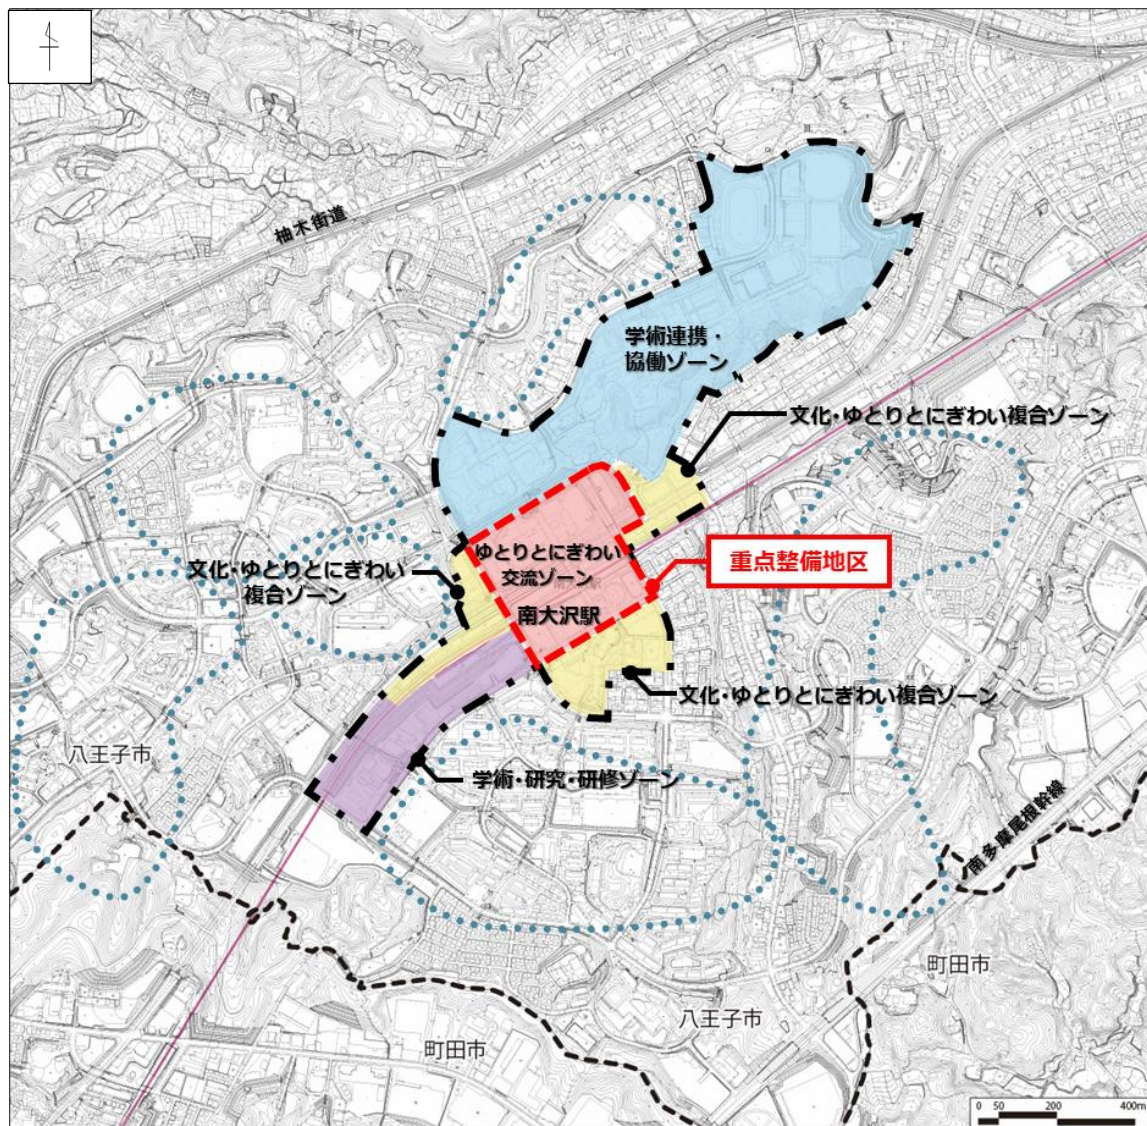 柚木街道
学術連携・
協働ゾーン
文化・ゆとりとにぎわい複合ゾーン
ゆとりとにぎわい
交流ゾーン
重点整備地区
文化・ゆとりとにぎわい
複合ゾーン
南大沢駅
文化・ゆとりとにぎわい複合ゾーン
八王子市
学術・研究・研修ゾーン
南多摩尾根幹線
町田市
八王子市
町田市
0 50 200 400m